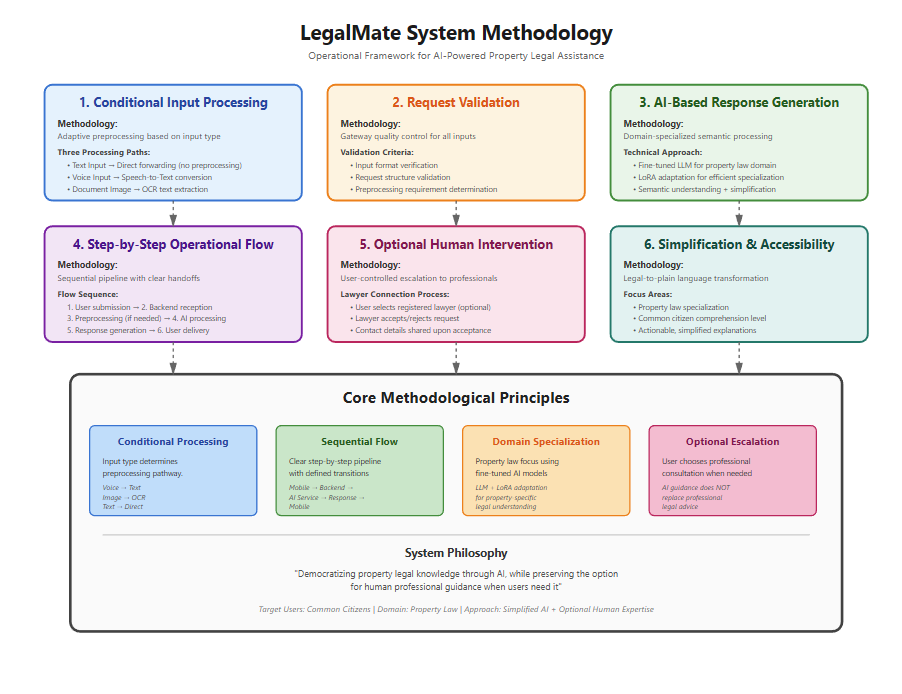 LegalMate System Methodology
Operational Framework for AI-Powered Property Legal Assistance
1. Conditional Input Processing
Methodology:
Adaptive preprocessing based on input type
Three Processing Paths:
• Text Input → Direct forwarding (no preprocessing)
• Voice Input → Speech-to-Text conversion
• Document Image → OCR text extraction
2. Request Validation
Methodology:
Gateway quality control for all inputs
Validation Criteria:
• Input format verification
• Request structure validation
• Preprocessing requirement determination
3. AI-Based Response Generation
Methodology:
Domain-specialized semantic processing
Technical Approach:
• Fine-tuned LLM for property law domain
• LoRA adaptation for efficient specialization
• Semantic understanding + simplification
4. Step-by-Step Operational Flow
Methodology:
Sequential pipeline with clear handoffs
Flow Sequence:
1. User submission → 2. Backend reception
3. Preprocessing (if needed) → 4. AI processing
5. Response generation → 6. User delivery
5. Optional Human Intervention
Methodology:
User-controlled escalation to professionals
Lawyer Connection Process:
• User selects registered lawyer (optional)
• Lawyer accepts/rejects request
• Contact details shared upon acceptance
6. Simplification & Accessibility
Methodology:
Legal-to-plain language transformation
Focus Areas:
• Property law specialization
• Common citizen comprehension level
• Actionable, simplified explanations
Core Methodological Principles
Conditional Processing
Input type determines
preprocessing pathway.
Voice → Text
Image → OCR
Text → Direct
Sequential Flow
Clear step-by-step pipeline
with defined transitions
Mobile → Backend →
AI Service → Response →
Mobile
Domain Specialization
Property law focus using
fine-tuned AI models
LLM + LoRA adaptation
for property-specific
legal understanding
Optional Escalation
User chooses professional
consultation when needed
AI guidance does NOT
replace professional
legal advice
System Philosophy
"Democratizing property legal knowledge through AI, while preserving the option
for human professional guidance when users need it"
Target Users: Common Citizens | Domain: Property Law | Approach: Simplified AI + Optional Human Expertise